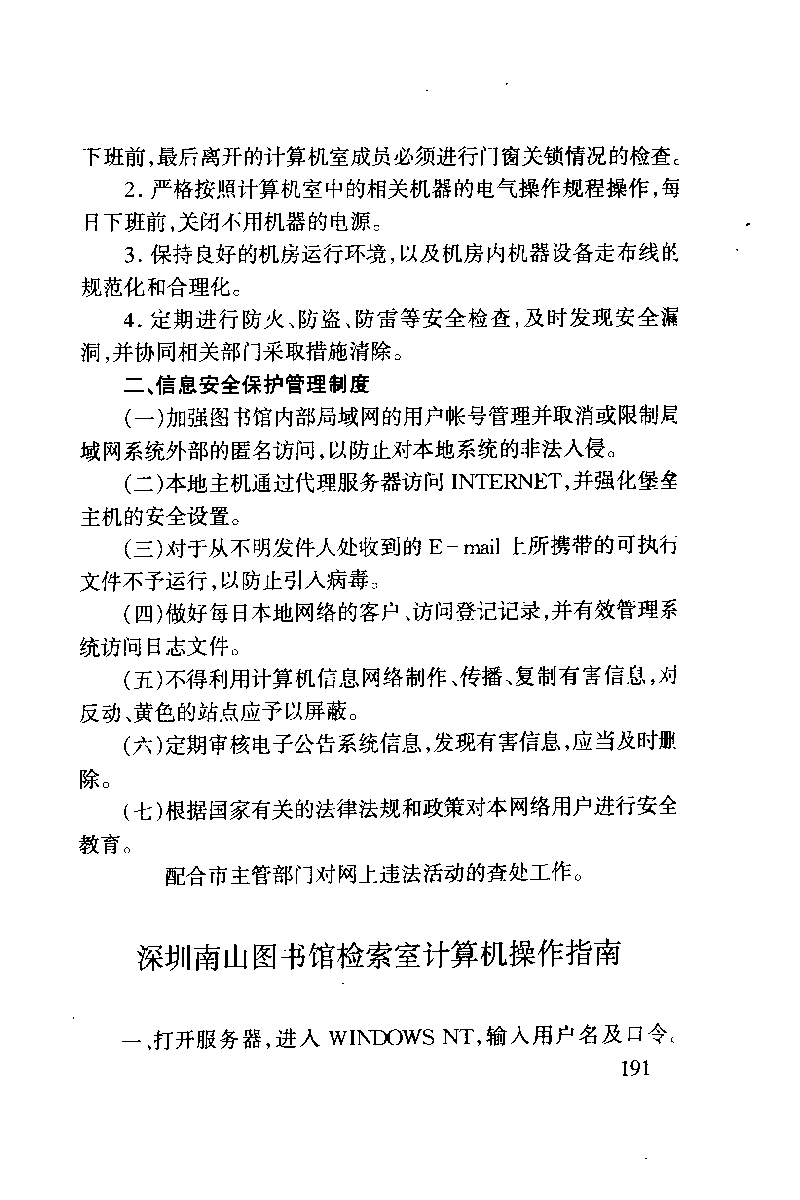 下班前,最后离开的计算机室成员必须进行门窗关锁情况的检查。
2. 严格按照计算机室中的相关机器的电气操作规程操作,每
日下班前,关闭不用机器的电源。
3. 保持良好的机房运行环境,以及机房内机器设备走布线的
规范化和合理化。
4. 定期进行防火、防盗、防雷等安全检查,及时发现安全漏
洞,并协同相关部门采取措施清除。
二、信息安全保护管理制度
(一)加强图书馆内部局域网的用户帐号管理并取消或限制局
域网系统外部的匿名访问,以防止对本地系统的非法入侵。
(二)本地主机通过代理服务器访问 INTERNET,并强化堡垒
主机的安全设置。
(三)对于从不明发件人处收到的 E-mail 上所携带的可执行
文件不予运行,以防止引入病毒。
(四)做好每日本地网络的客户、访问登记记录,并有效管理系
统访问日志文件。
(五)不得利用计算机信息网络制作、传播、复制有害信息,对
反动、黄色的站点应予以屏蔽。
(六)定期审核电子公告系统信息,发现有害信息,应当及时删
除。
(七)根据国家有关的法律法规和政策对本网络用户进行安全
教育。
配合市主管部门对网上违法活动的查处工作。
深圳南山图书馆检索室计算机操作指南
一、打开服务器,进入 WINDOWS NT,输入用户名及口令。
191